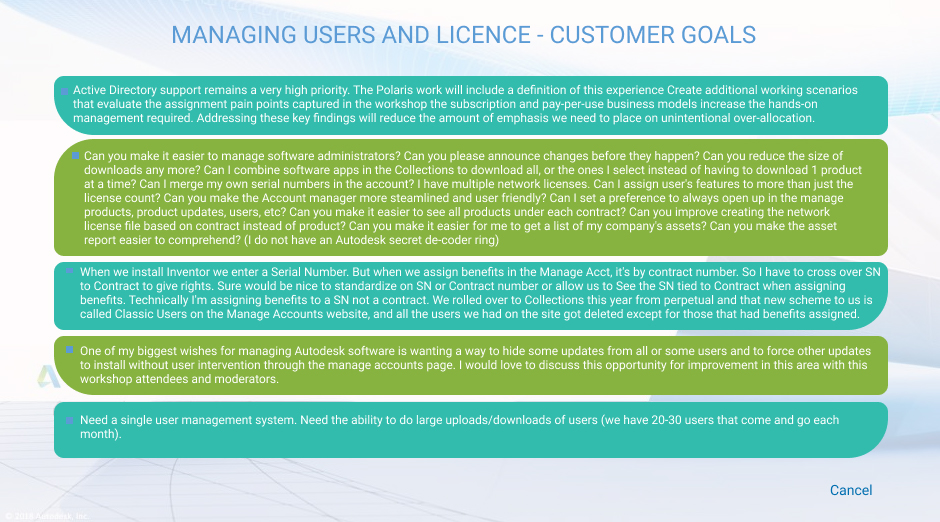 MANAGING USERS AND LICENCE - CUSTOMER GOALS
Active Directory support remains a very high priority. The Polaris work will include a definition of this experience Create additional working scenarios
that evaluate the assignment pain points captured in the workshop the subscription and pay-per-use business models increase the hands-on
management required. Addressing these key findings will reduce the amount of emphasis we need to place on unintentional over-allocation.
Can you make it easier to manage software administrators? Can you please announce changes before they happen? Can you reduce the size of
downloads any more? Can I combine software apps in the Collections to download all, or the ones I select instead of having to download 1 product
at a time? Can I merge my own serial numbers in the account? I have multiple network licenses. Can I assign user's features to more than just the
license count? Can you make the Account manager more steamlined and user friendly? Can I set a preference to always open up in the manage
products, product updates, users, etc? Can you make it easier to see all products under each contract? Can you improve creating the network
license file based on contract instead of product? Can you make it easier for me to get a list of my company's assets? Can you make the asset
report easier to comprehend? (I do not have an Autodesk secret de-coder ring)
When we install Inventor we enter a Serial Number. But when we assign benefits in the Manage Acct, it's by contract number. So I have to cross over SN
to Contract to give rights. Sure would be nice to standardize on SN or Contract number or allow us to See the SN tied to Contract when assigning
benefits. Technically I'm assigning benefits to a SN not a contract. We rolled over to Collections this year from perpetual and that new scheme to us is
called Classic Users on the Manage Accounts website, and all the users we had on the site got deleted except for those that had benefits assigned.
One of my biggest wishes for managing Autodesk software is wanting a way to hide some updates from all or some users and to force other updates
to install without user intervention through the manage accounts page. I would love to discuss this opportunity for improvement in this area with this
workshop attendees and moderators.
Need a single user management system. Need the ability to do large uploads/downloads of users (we have 20-30 users that come and go each
month).
Cancel